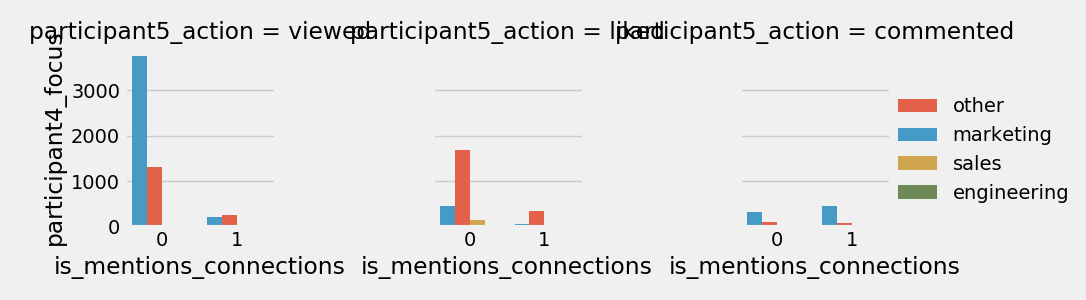 participant5_action = viewed
participant5_action = liked
participant5_action = commented
participant4_focus
3000
2000
1000
0
0 1
0 1
0 1
is_mentions_connections
is_mentions_connections
is_mentions_connections
other
marketing
sales
engineering